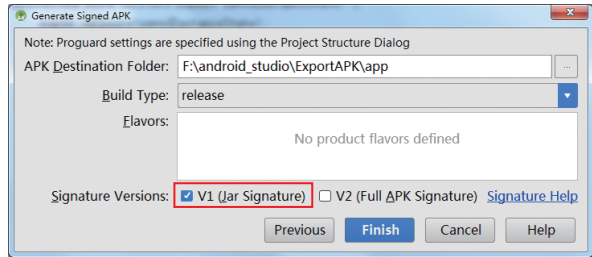 Generate Signed APK
Note: Proguard settings are specified using the Project Structure Dialog
APK Destination Folder: F:\android_studio\ExportAPK\app ...
Build Type: release
Flavors:
No product flavors defined
Signature Versions: V1 (Jar Signature) V2 (Full APK Signature) Signature Help
Previous Finish Cancel Help